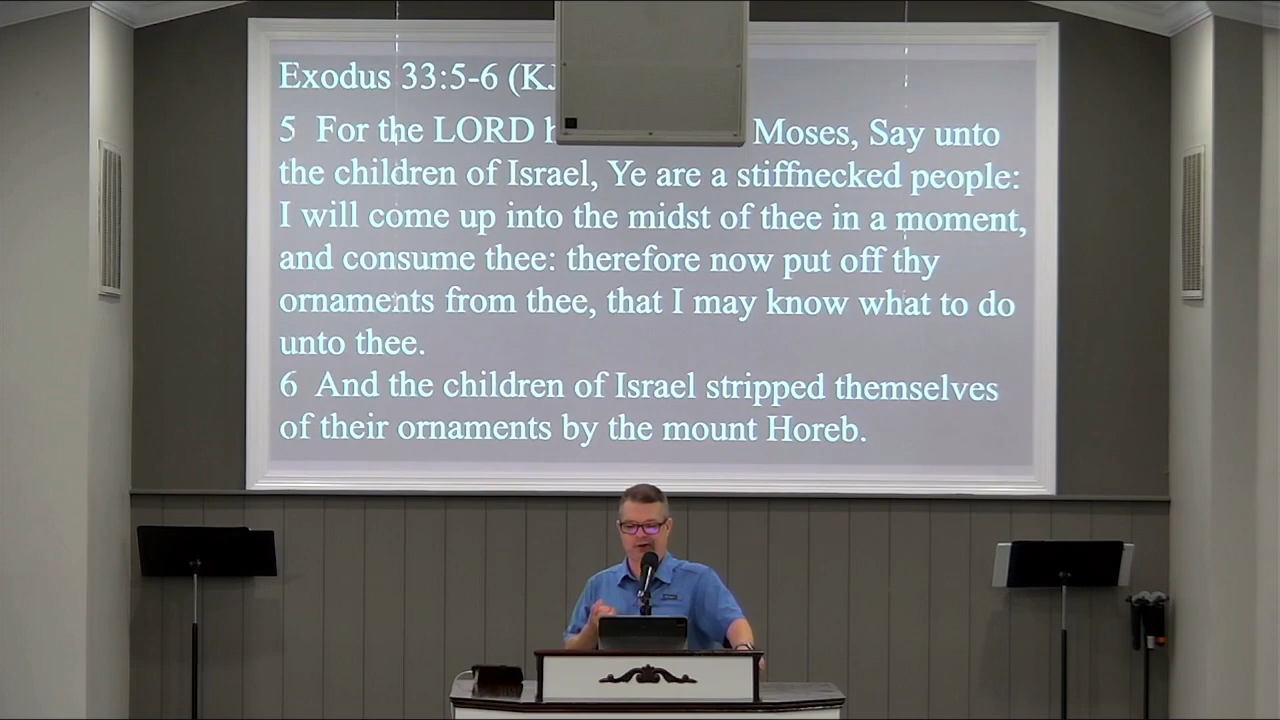 Exodus 33:5-6 (KJ
5 For the LORD h Moses, Say unto
the children of Israel, Ye are a stiffnecked people:
I will come up into the midst of thee in a moment,
and consume thee: therefore now put off thy
ornaments from thee, that I may know what to do
unto thee.
6 And the children of Israel stripped themselves
of their ornaments by the mount Horeb.